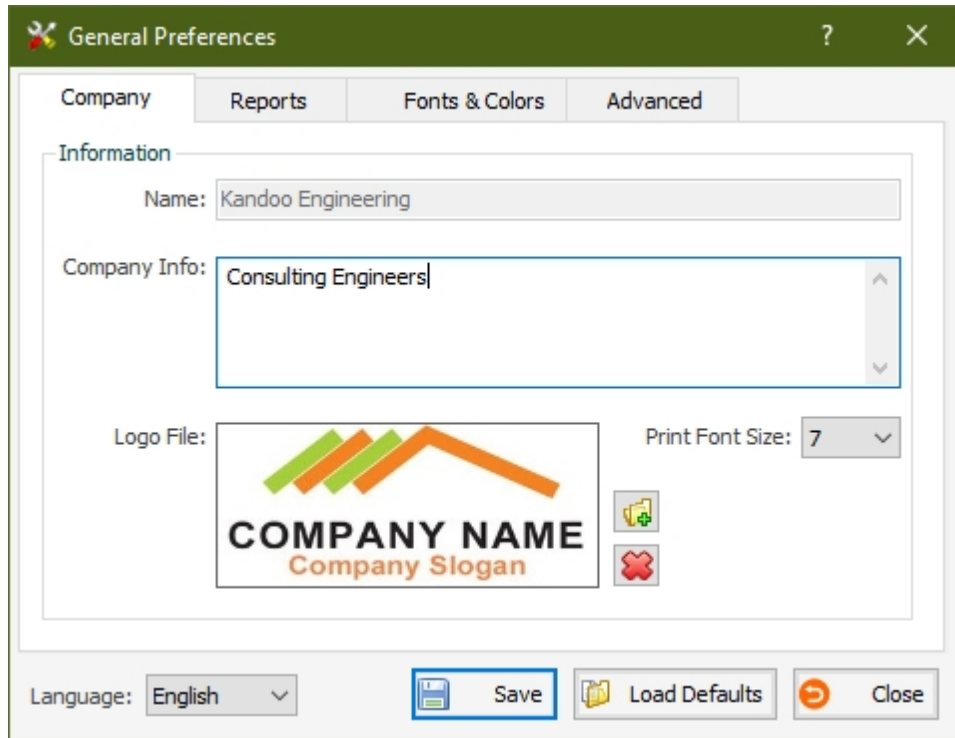 General Preferences ?
Company Reports Fonts & Colors Advanced
Information
Name: Kandoo Engineering
Company Info: Consulting Engineers
Logo File:
COMPANY NAME
Company Slogan
Print Font Size: 7
Language: English Save Load Defaults Close